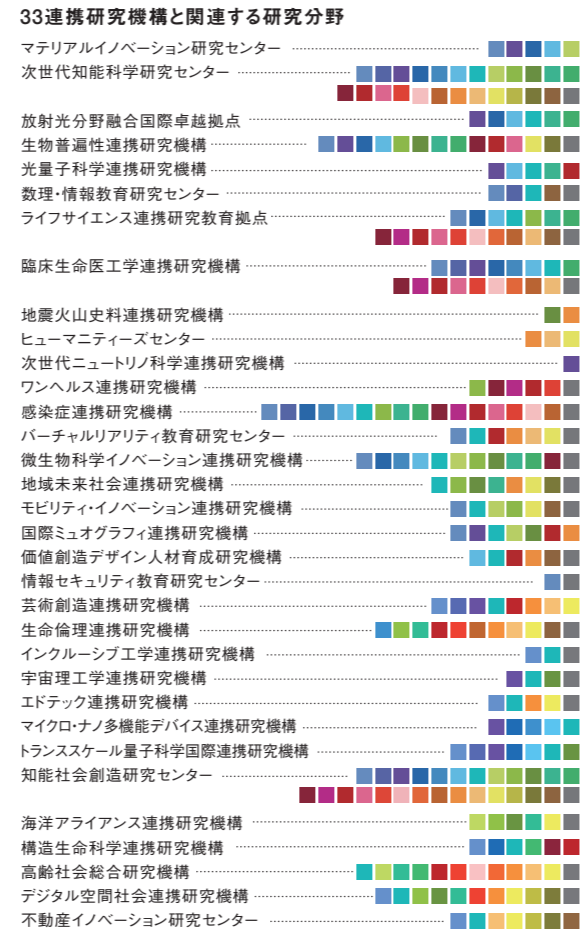 33連携研究機構と関連する研究分野
マテリアルイノベーション研究センター
次世代知能科学研究センター
放射光分野融合国際卓越拠点
生物普遍性連携研究機構
光量子科学連携研究機構
数理・情報教育研究センター
ライフサイエンス連携研究教育拠点
臨床生命医工学連携研究機構
地震火山史料連携研究機構
ヒューマニティーズセンター
次世代ニュートリノ科学連携研究機構
ワンヘルス連携研究機構
感染症連携研究機構
バーチャルリアリティ教育研究センター
微生物科学イノベーション連携研究機構
地域未来社会連携研究機構
モビリティ・イノベーション連携研究機構
国際ミュオグラフィ連携研究機構
価値創造デザイン人材育成研究機構
情報セキュリティ教育研究センター
芸術創造連携研究機構
生命倫理連携研究機構
インクルーシブ工学連携研究機構
宇宙理工学連携研究機構
エドテック連携研究機構
マイクロ・ナノ多機能デバイス連携研究機構
トランススケール量子科学国際連携研究機構
知能社会創造研究センター
海洋アライアンス連携研究機構
構造生命科学連携研究機構
高齢社会総合研究機構
デジタル空間社会連携研究機構
不動産イノベーション研究センター